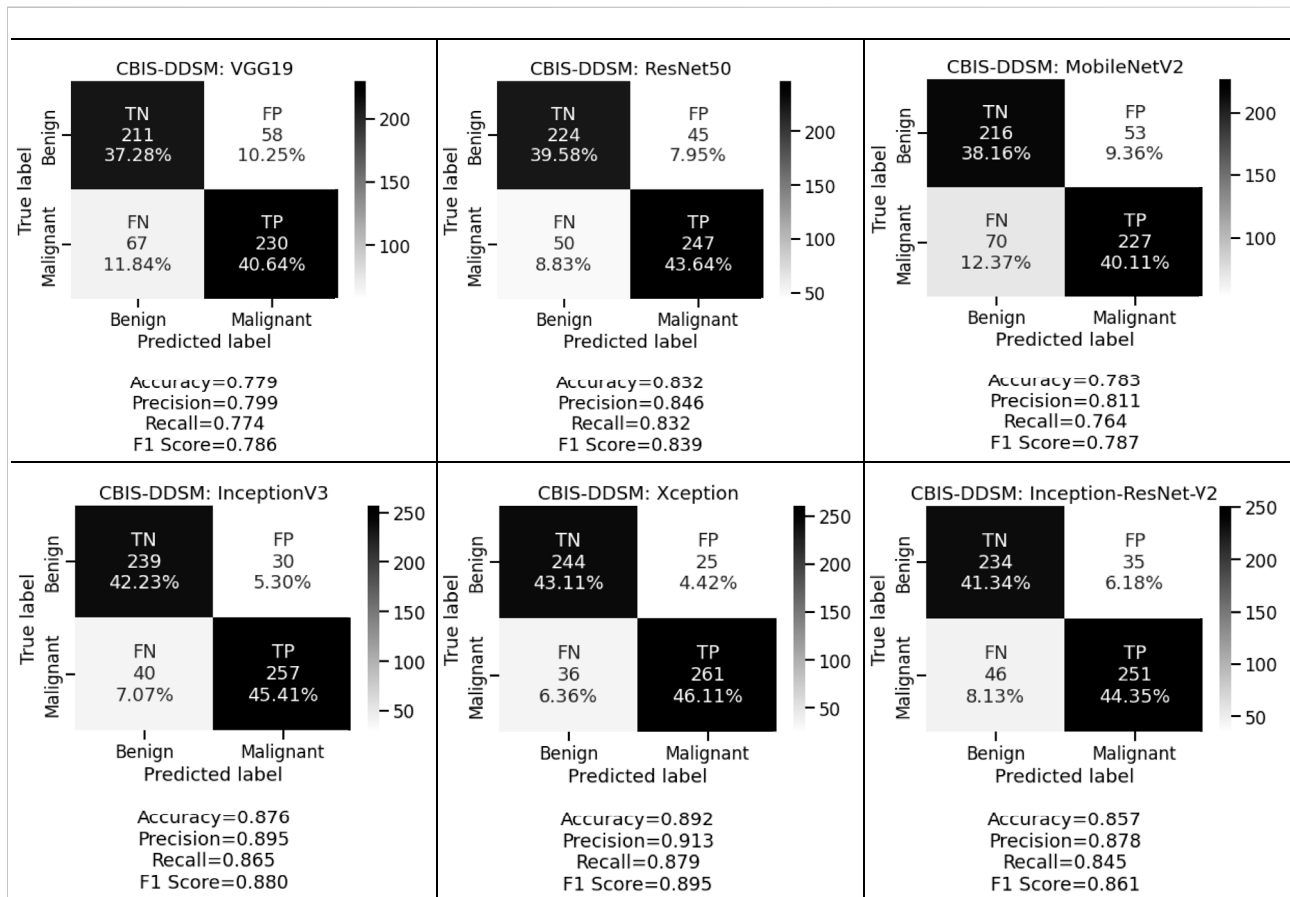 CBIS-DDSM: VGG19
TN
211
37.28%
FP
58
10.25%
FN
67
11.84%
TP
230
40.64%
True label
Benign
Malignant
200
150
100
Benign
Malignant
Predicted label
Accuracy=0.779
Precision=0.799
Recall=0.774
F1 Score=0.786
CBIS-DDSM: ResNet50
TN
224
39.58%
FP
45
7.95%
FN
50
8.83%
TP
247
43.64%
True label
Benign
Malignant
200
150
100
50
Benign
Malignant
Predicted label
Accuracy=0.832
Precision=0.846
Recall=0.832
F1 Score=0.839
CBIS-DDSM: MobileNetV2
TN
216
38.16%
FP
53
9.36%
FN
70
12.37%
TP
227
40.11%
True label
Benign
Malignant
200
150
100
Benign
Malignant
Predicted label
Accuracy=0.783
Precision=0.811
Recall=0.764
F1 Score=0.787
CBIS-DDSM: InceptionV3
TN
239
42.23%
FP
30
5.30%
FN
40
7.07%
TP
257
45.41%
True label
Benign
Malignant
250
200
150
100
50
Benign
Malignant
Predicted label
Accuracy=0.876
Precision=0.895
Recall=0.865
F1 Score=0.880
CBIS-DDSM: Xception
TN
244
43.11%
FP
25
4.42%
FN
36
6.36%
TP
261
46.11%
True label
Benign
Malignant
250
200
150
100
50
Benign
Malignant
Predicted label
Accuracy=0.892
Precision=0.913
Recall=0.879
F1 Score=0.895
CBIS-DDSM: Inception-ResNet-V2
TN
234
41.34%
FP
35
6.18%
FN
46
8.13%
TP
251
44.35%
True label
Benign
Malignant
250
200
150
100
50
Benign
Malignant
Predicted label
Accuracy=0.857
Precision=0.878
Recall=0.845
F1 Score=0.861